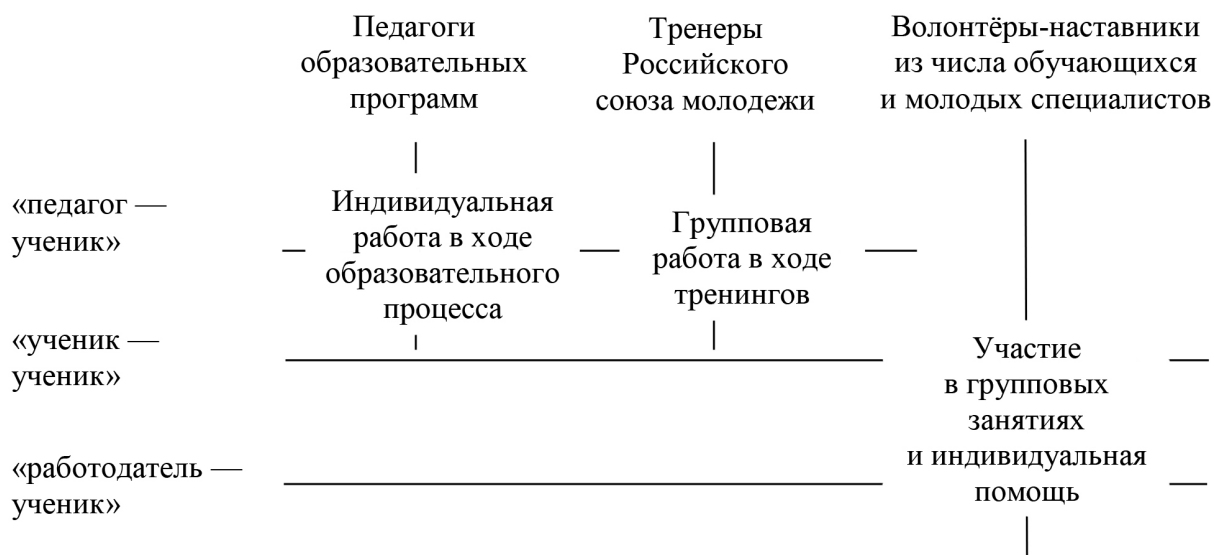 Педагоги
образовательных
программ
Тренеры
Российского
союза молодежи
Волонтёры-наставники
из числа обучающихся
и молодых специалистов
«педагог —
ученик»
Индивидуальная
работа в ходе
образовательного
процесса
Групповая
работа в ходе
тренингов
«ученик —
ученик»
Участие
в групповых
занятиях
и индивидуальная
помощь
«работодатель —
ученик»